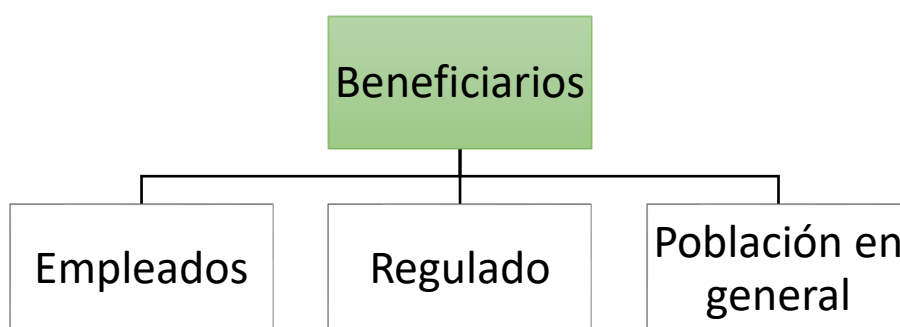 Beneficiarios
Empleados
Regulado
Población en
general